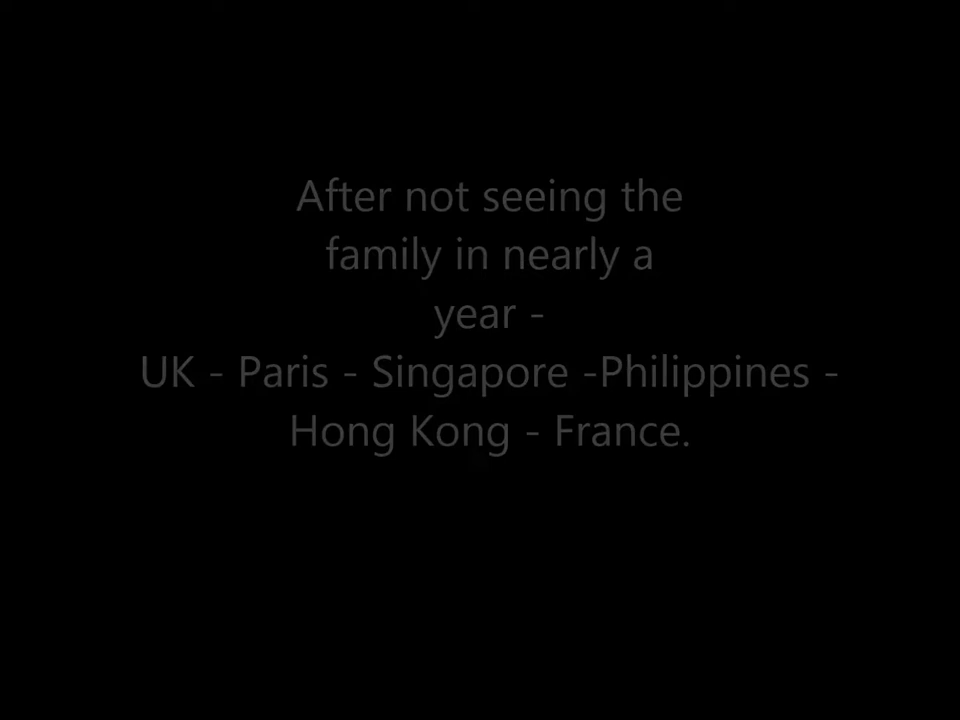 After not seeing the
family in nearly a
year -
UK - Paris - Singapore -Philippines -
Hong Kong - France.